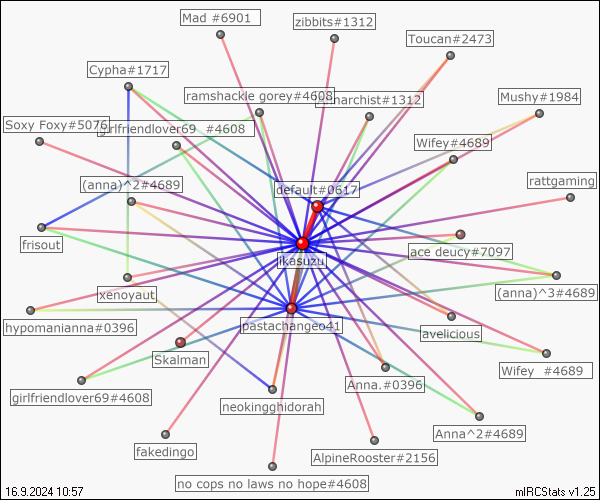 Mad #6901
zibbits#1312
Toucan#2473
Cypha#1717
ramshackle gorey#4608
narchist#1312
Mushy#1984
Soxy Foxy#5076
girlfriendlover69 #4608
Wifey#4689
(anna)^2#4689
default#0617
rattgaming
frisout
ikasuzu
ace deucy#7097
xenoyaut
(anna)^3#4689
hypomanianna#0396
pastachangeo41
avelicious
Skalman
Wifey #4689
girlfriendlover69#4608
neokingghidorah
Anna.#0396
Anna^2#4689
fakedingo
AlpineRooster#2156
no cops no laws no hope#4608
16.9.2024 10:57
mIRCStats v1.25